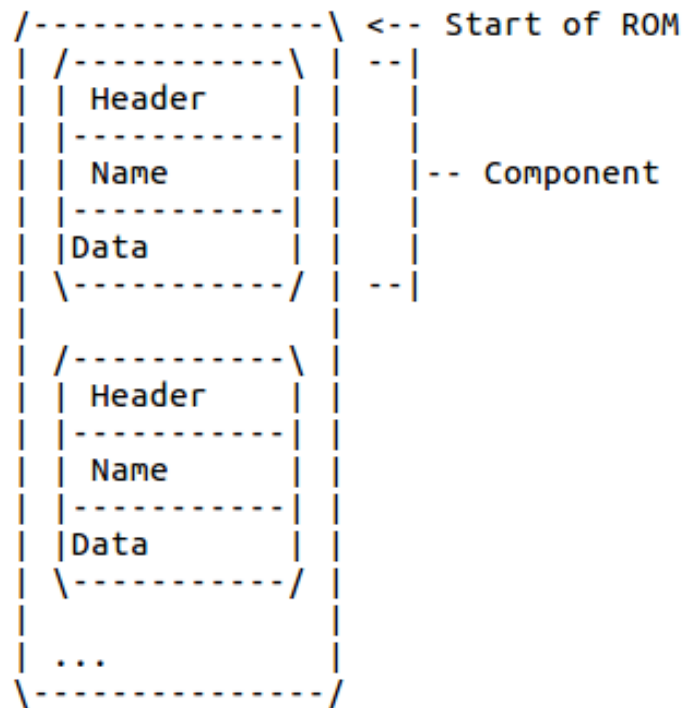 /---------------\ <-- Start of ROM
| /-----------\ | --|
| | Header    | |   |
| |-----------| |   |
| | Name      | |   |-- Component
| |-----------| |   |
| |Data       | |   |
| \-----------/ | --|
|               |
| /-----------\ |
| | Header    | |
| |-----------| |
| | Name      | |
| |-----------| |
| |Data       | |
| \-----------/ |
|               |
| ...           |
\---------------/